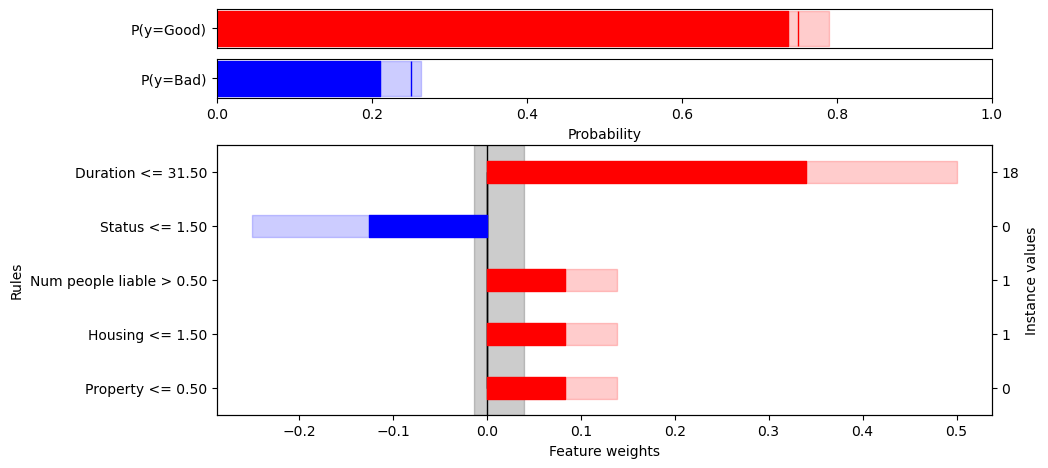 P(y=Good)
P(y=Bad)
0.0 0.2 0.4 0.6 0.8 1.0
Probability
Duration <= 31.50 18
Status <= 1.50 0
Num people liable > 0.50 1
Housing <= 1.50 1
Property <= 0.50 0
Rules
Instance values
−0.2 −0.1 0.0 0.1 0.2 0.3 0.4 0.5
Feature weights